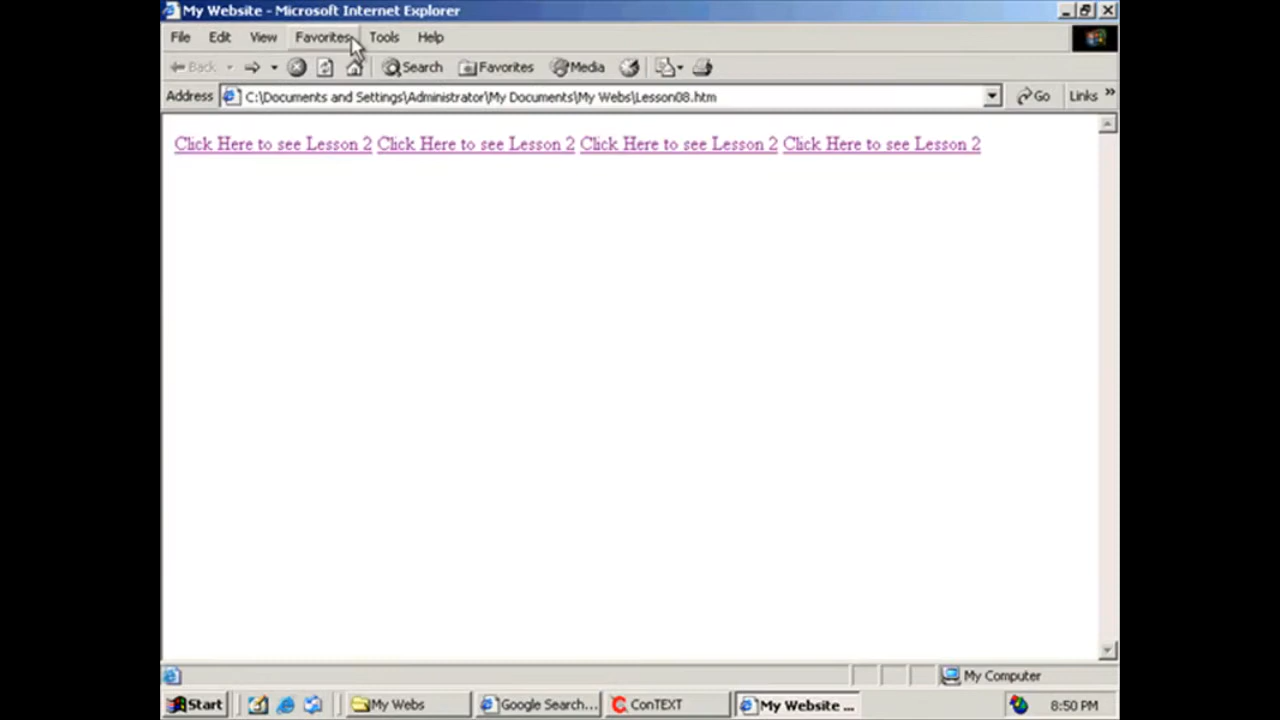 My Website - Microsoft Internet Explorer
File Edit View Favorites Tools Help
Back Search Favorites Media
Address C:\Documents and Settings\Administrator\My Documents\My Webs\Lesson08.htm Go Links »
Click Here to see Lesson 2 Click Here to see Lesson 2 Click Here to see Lesson 2 Click Here to see Lesson 2
My Computer
Start My Webs Google Search... ConTEXT My Website ... 8:50 PM